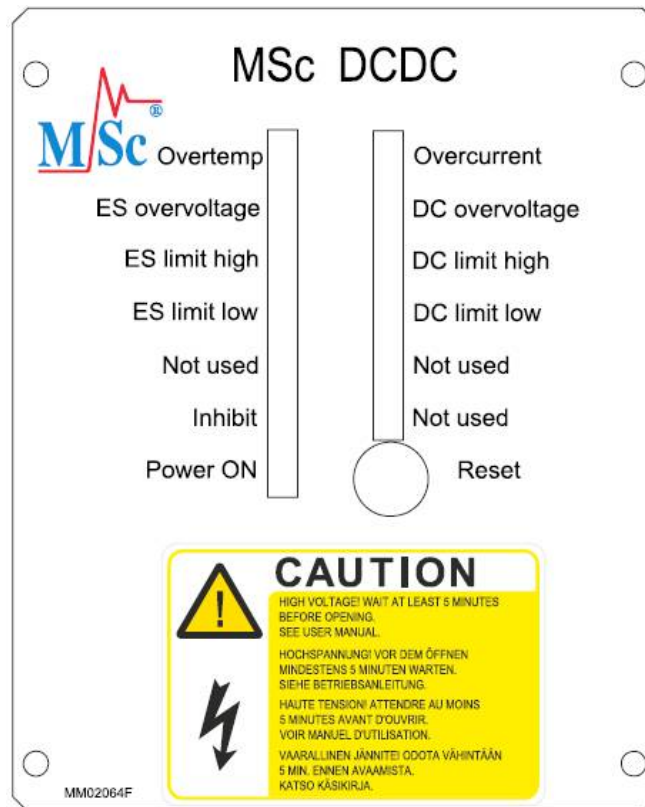 MSc DCDC
MSc®
Overtemp
ES overvoltage
ES limit high
ES limit low
Not used
Inhibit
Power ON
Overcurrent
DC overvoltage
DC limit high
DC limit low
Not used
Not used
Reset
CAUTION
HIGH VOLTAGE! WAIT AT LEAST 5 MINUTES
BEFORE OPENING.
SEE USER MANUAL.
HOCHSPANNUNG! VOR DEM ÖFFNEN
MINDESTENS 5 MINUTEN WARTEN.
SIEHE BETRIEBSANLEITUNG.
HAUTE TENSION! ATTENDRE AU MOINS
5 MINUTES AVANT D'OUVRIR.
VOIR MANUEL D'UTILISATION.
VAARALLINEN JÄNNITE! ODOTA VÄHINTÄÄN
5 MIN. ENNEN AVAAMISTA.
KATSO KÄSIKIRJA.
MM02064F